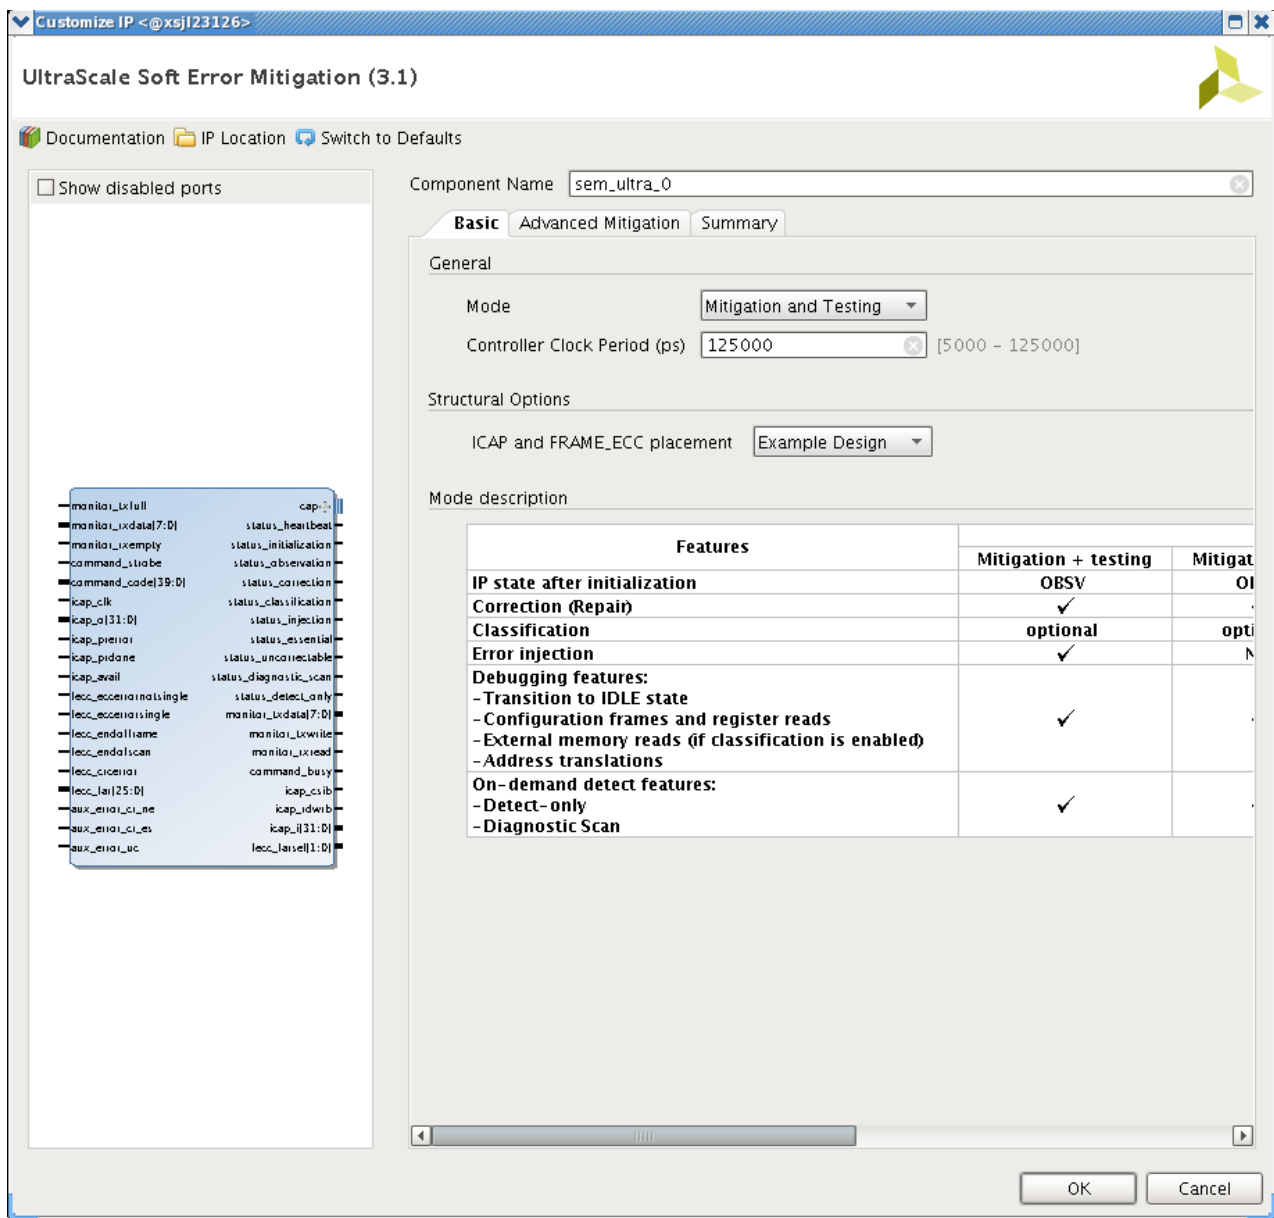 Customize IP <@xsjl23126>
UltraScale Soft Error Mitigation (3.1)
Documentation IP Location Switch to Defaults
Show disabled ports
monitor_txfull
monitor_rxdata[7:0]
monitor_rxempty
command_strobe
command_code[39:0]
icap_clk
icap_o[31:0]
icap_prerror
icap_prdone
icap_avail
fecc_eccerrornotsingle
fecc_eccerrorsingle
fecc_endofframe
fecc_endofscan
fecc_crcerror
fecc_far[25:0]
aux_error_cr_ne
aux_error_cr_es
aux_error_uc
cap
status_heartbeat
status_initialization
status_observation
status_correction
status_classification
status_injection
status_essential
status_uncorrectable
status_diagnostic_scan
status_detect_only
monitor_txdata[7:0]
monitor_txwrite
monitor_rxread
command_busy
icap_csib
icap_rdwrb
icap_i[31:0]
fecc_farsel[1:0]
Component Name sem_ultra_0
Basic Advanced Mitigation Summary
General
Mode Mitigation and Testing
Controller Clock Period (ps) 125000 [5000 - 125000]
Structural Options
ICAP and FRAME_ECC placement Example Design
Mode description
Features
Mitigation + testing Mitigat
IP state after initialization OBSV
Correction (Repair) ✓
Classification optional opti
Error injection ✓
Debugging features:
-Transition to IDLE state
-Configuration frames and register reads ✓
-External memory reads (if classification is enabled)
-Address translations
On-demand detect features:
-Detect-only ✓
-Diagnostic Scan
OK Cancel